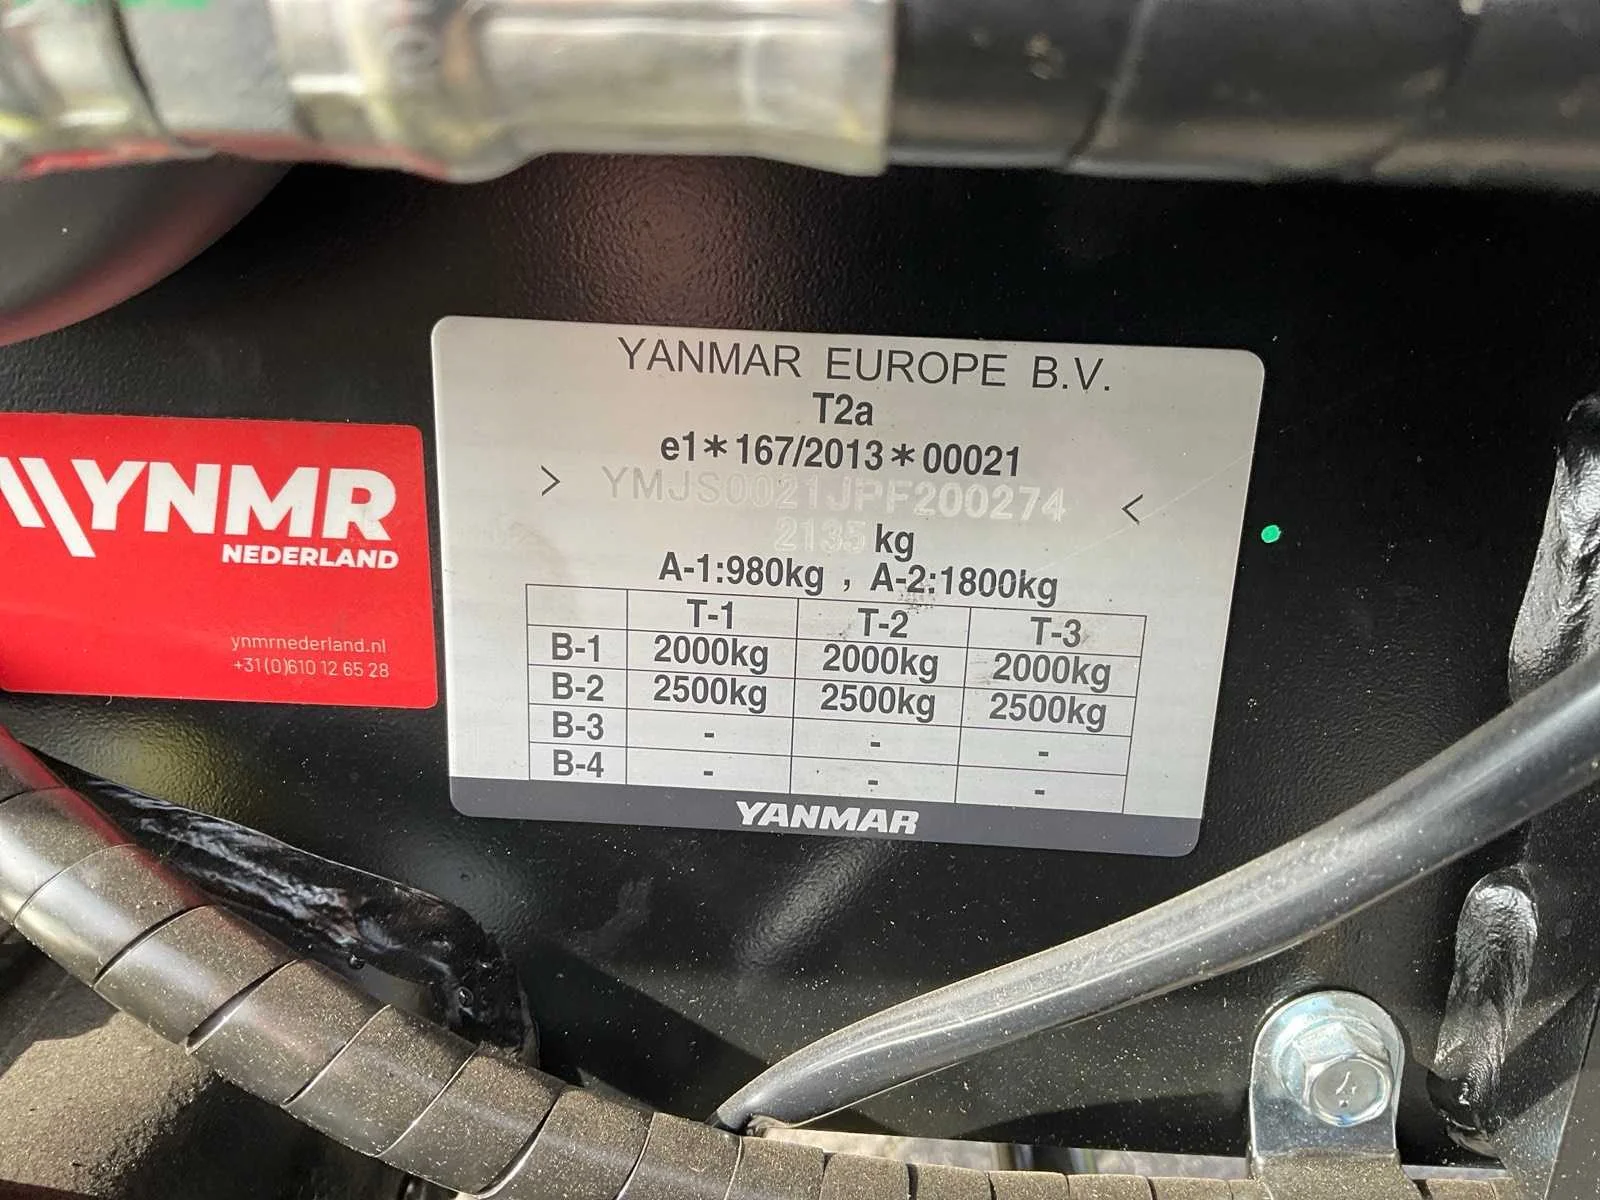 YANMAR EUROPE B.V.
T2a
e1*167/2013*00021
> YMJS0021JPF200274 <
2135 kg
A-1:980kg , A-2:1800kg
T-1 T-2 T-3
B-1 2000kg 2000kg 2000kg
B-2 2500kg 2500kg 2500kg
B-3 - - -
B-4 - - -
YANMAR
YNMR
NEDERLAND
ynmrnederland.nl
+31(0)610 12 65 28